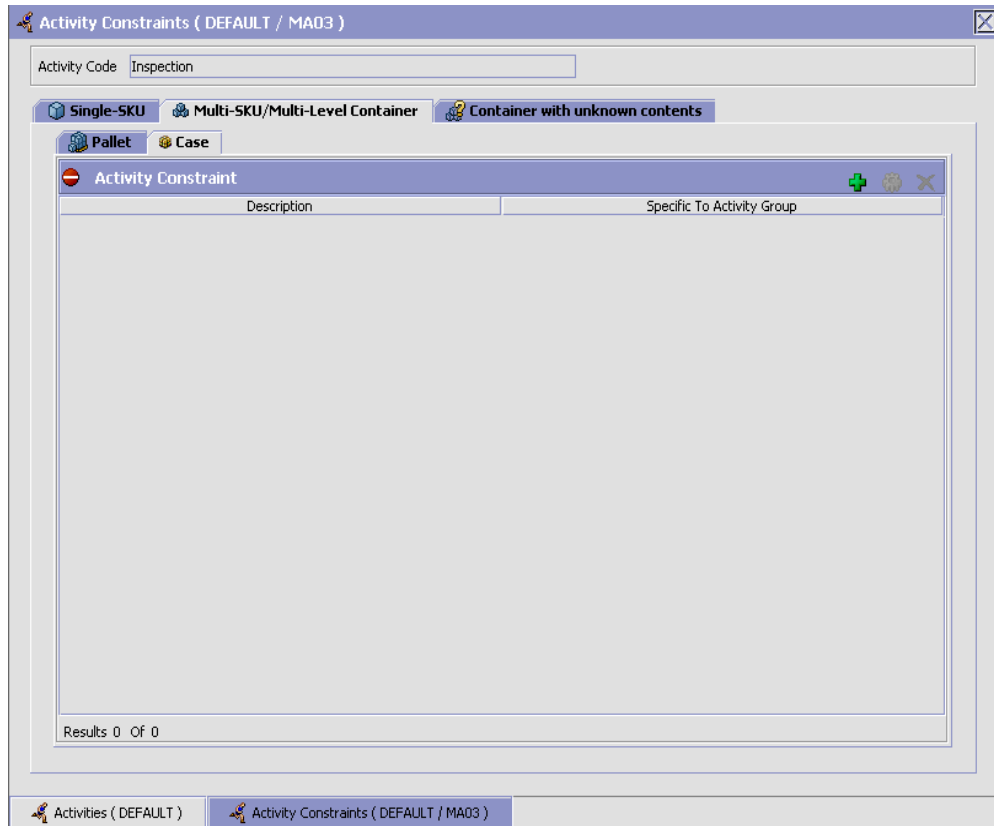 Activity Constraints ( DEFAULT / MA03 )
Activity Code Inspection
Single-SKU Multi-SKU/Multi-Level Container Container with unknown contents
Pallet Case
Activity Constraint
Description Specific To Activity Group
Results 0 Of 0
Activities ( DEFAULT ) Activity Constraints ( DEFAULT / MA03 )